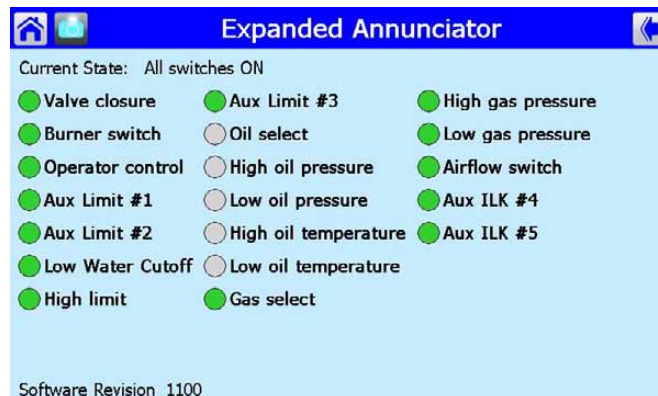 Expanded Annunciator
Current State: All switches ON
Valve closure Aux Limit #3 High gas pressure
Burner switch Oil select Low gas pressure
Operator control High oil pressure Airflow switch
Aux Limit #1 Low oil pressure Aux ILK #4
Aux Limit #2 High oil temperature Aux ILK #5
Low Water Cutoff Low oil temperature
High limit Gas select
Software Revision 1100